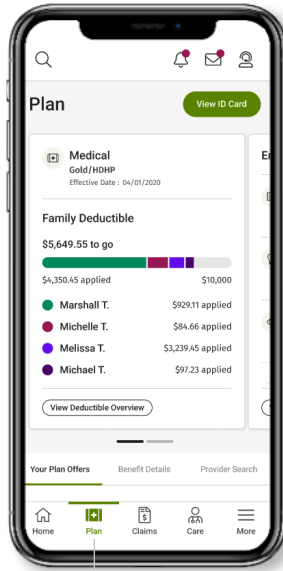 Plan
View ID Card
Medical
Gold/HDHP
Effective Date : 04/01/2020
Family Deductible
$5,649.55 to go
$4,350.45 applied $10,000
Marshall T. $929.11 applied
Michelle T. $84.66 applied
Melissa T. $3,239.45 applied
Michael T. $97.23 applied
View Deductible Overview
Your Plan Offers Benefit Details Provider Search
Home Plan Claims Care More